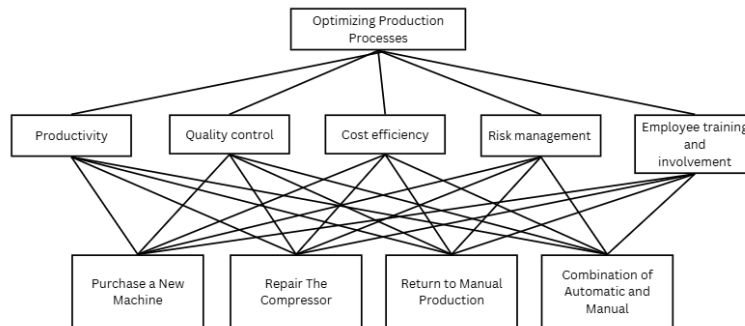 Optimizing Production
Processes
Productivity
Quality control
Cost efficiency
Risk management
Employee training
and
involvement
Purchase a New
Machine
Repair The
Compressor
Return to Manual
Production
Combination of
Automatic and
Manual